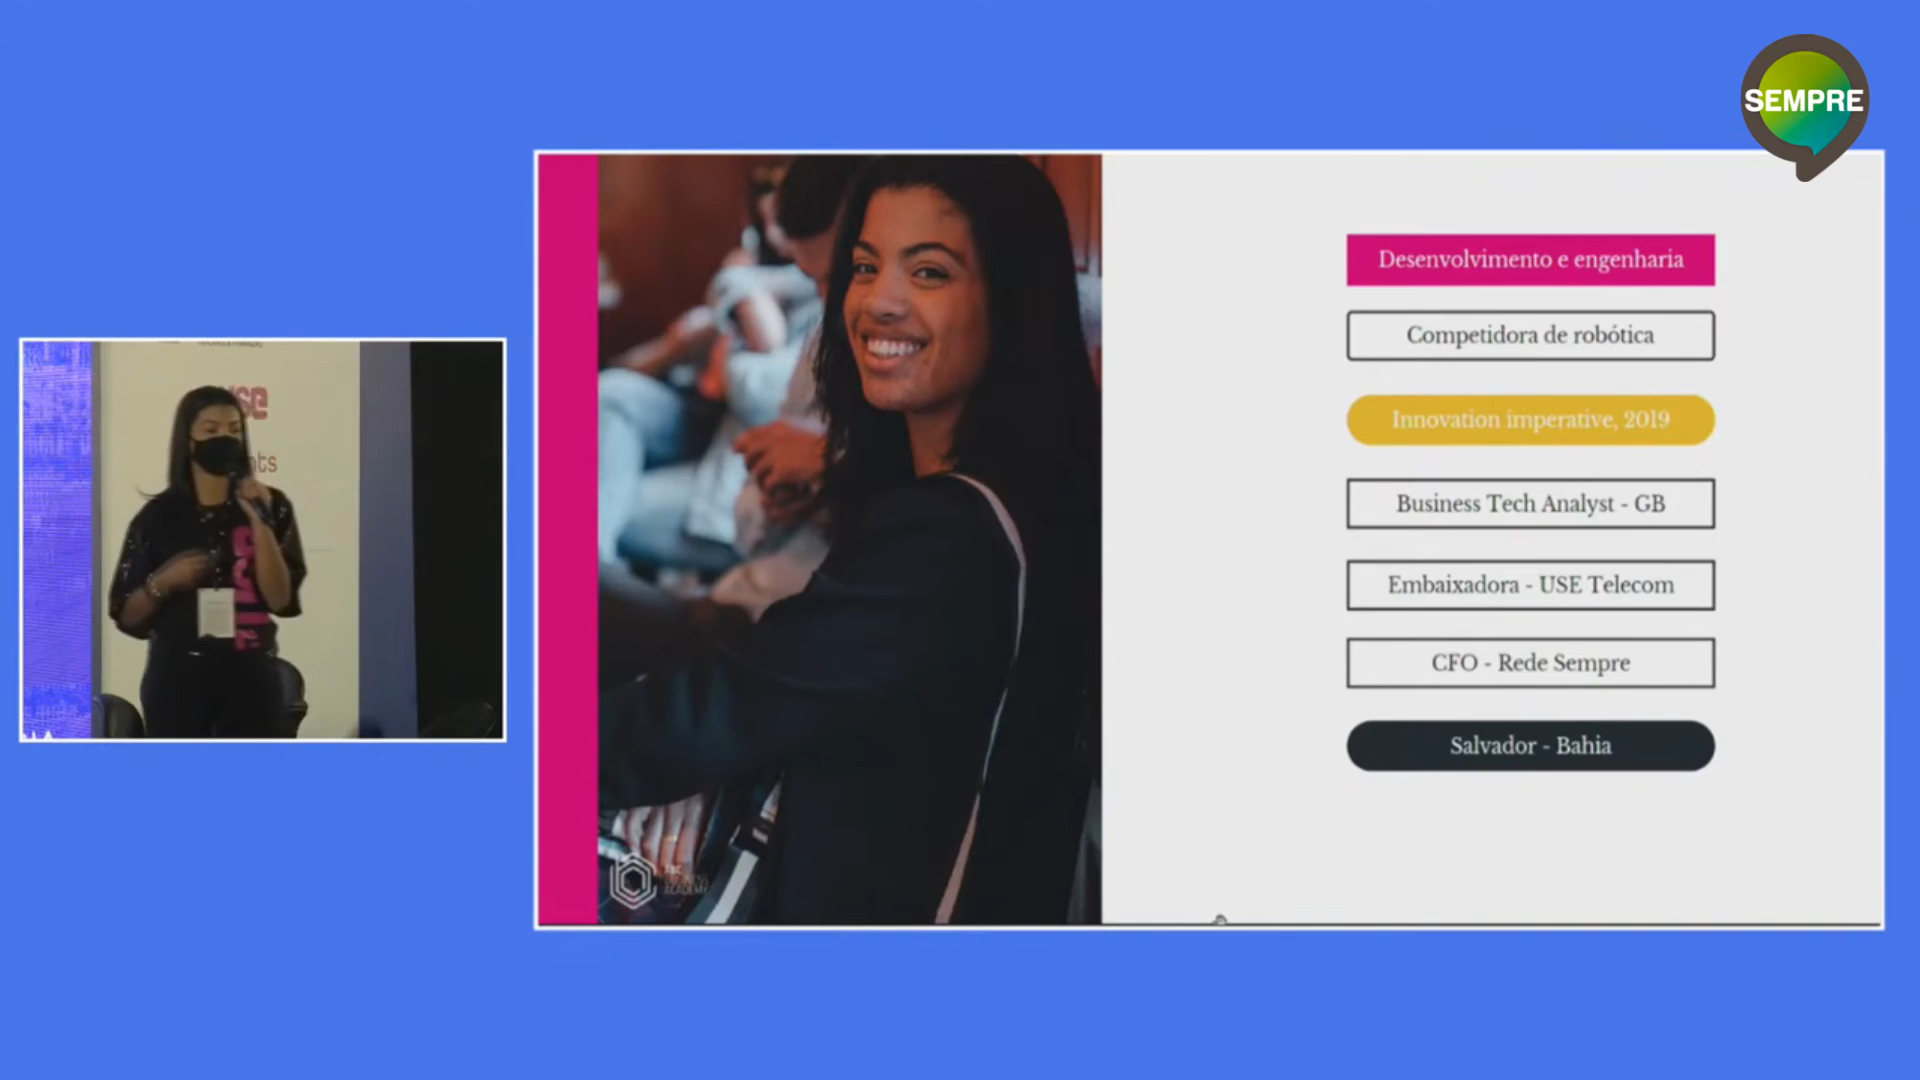 SEMPRE
Desenvolvimento e engenharia
Competidora de robótica
Innovation imperative, 2019
Business Tech Analyst - GB
Embaixadora - USE Telecom
CFO - Rede Sempre
Salvador - Bahia
ACADEMY